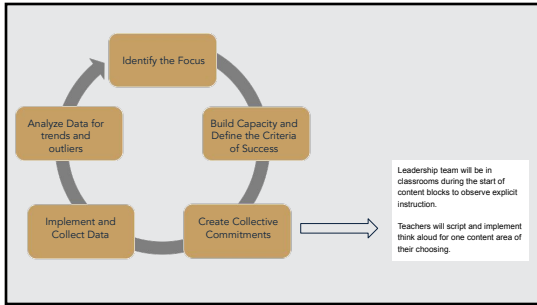 Identify the Focus
Build Capacity and
Define the Criteria
of Success
Create Collective
Commitments
Implement and
Collect Data
Analyze Data for
trends and
outliers
Leadership team will be in
classrooms during the start of
content blocks to observe explicit
instruction.
Teachers will script and implement
think aloud for one content area of
their choosing.